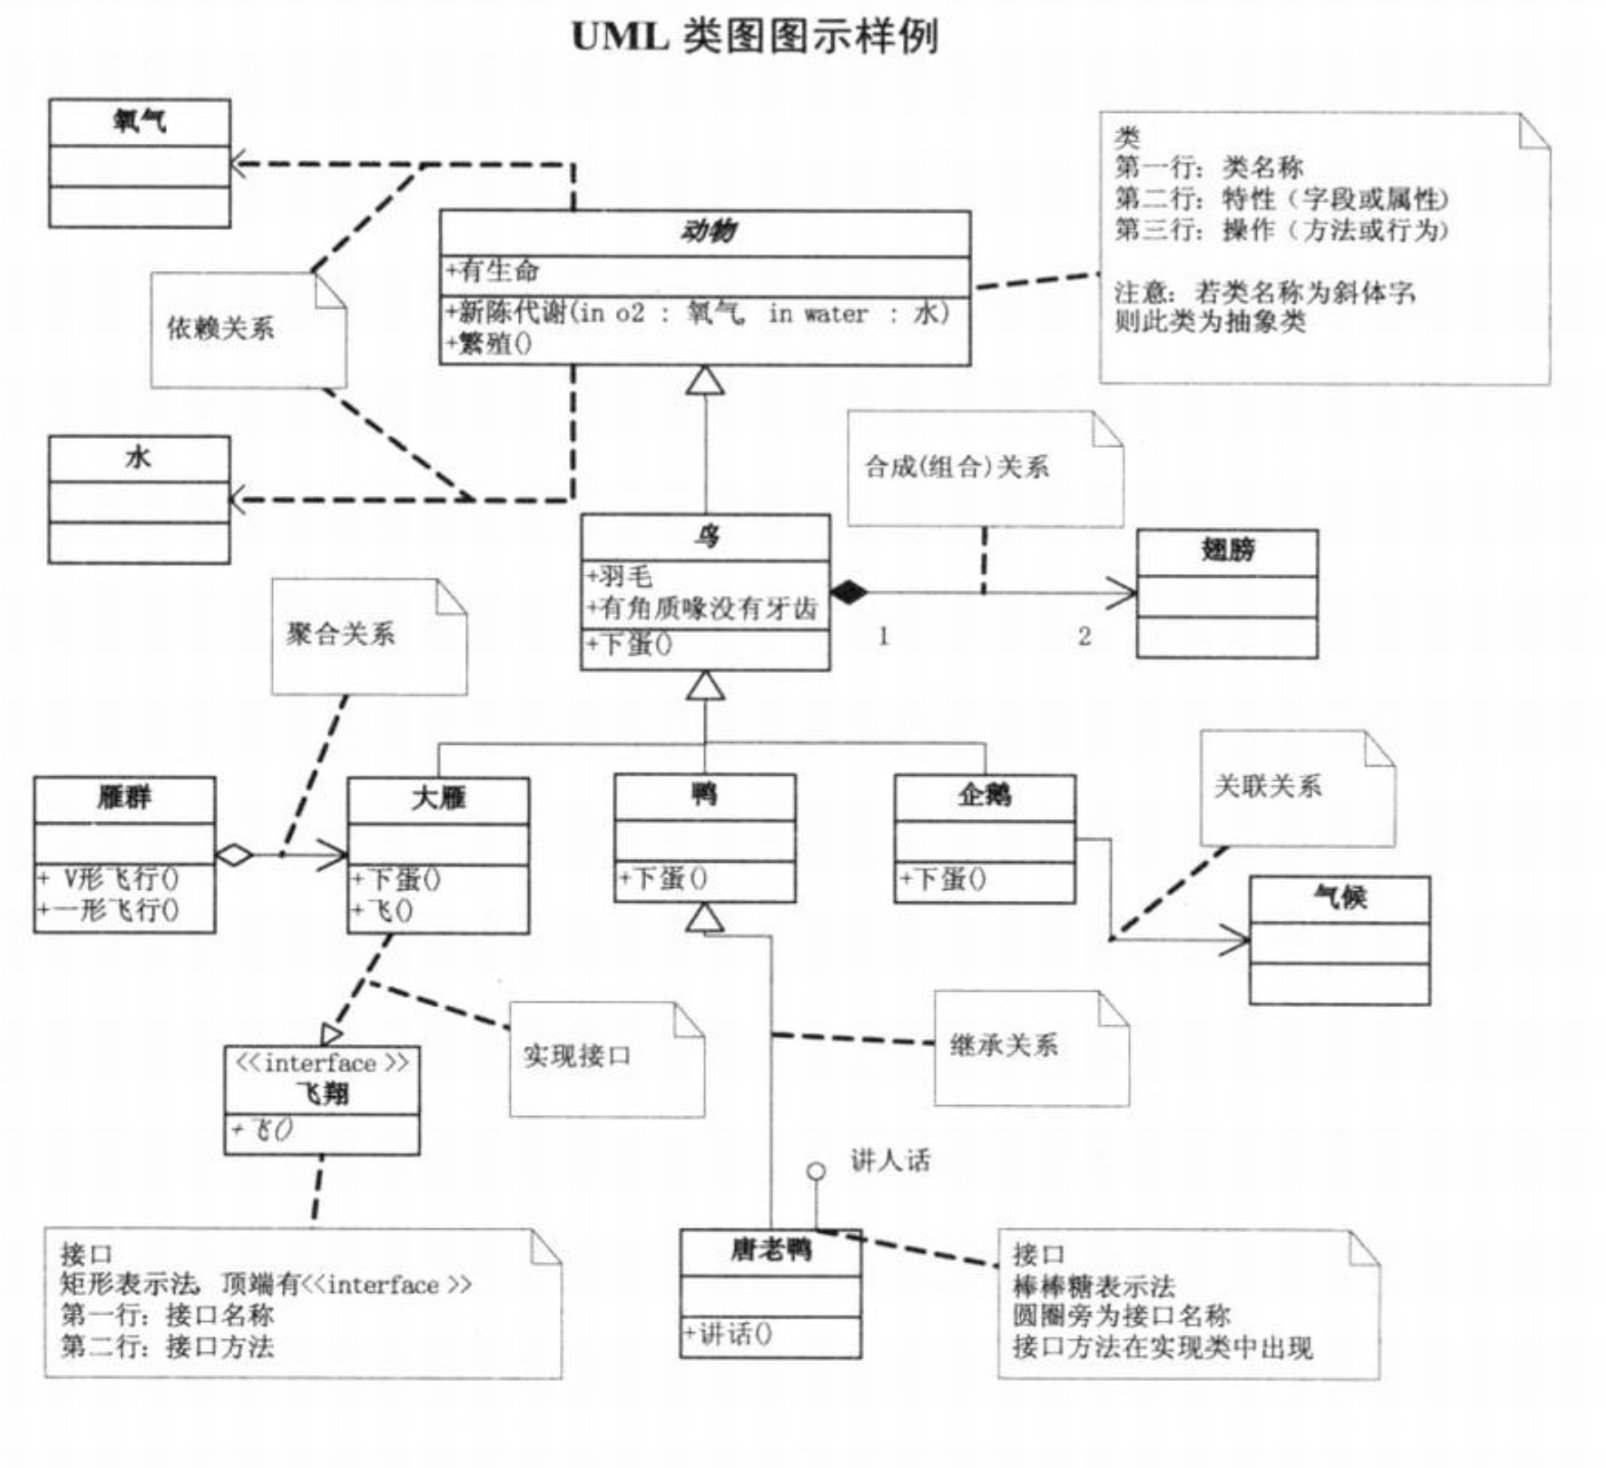 UML 类图图示样例
氧气
类
第一行：类名称
第二行：特性（字段或属性）
第三行：操作（方法或行为）
注意：若类名称为斜体字，
则此类为抽象类
动物
+有生命
+新陈代谢(in o2 : 氧气, in water : 水)
+繁殖()
依赖关系
水
合成(组合)关系
鸟
+羽毛
+有角质喙没有牙齿
+下蛋()
1
2
翅膀
聚合关系
雁群
+ V形飞行()
+一形飞行()
大雁
+下蛋()
+飞()
鸭
+下蛋()
企鹅
+下蛋()
关联关系
气候
实现接口
继承关系
<<interface>>
飞翔
+飞()
讲人话
接口
矩形表示法，顶端有<<interface>>
第一行：接口名称
第二行：接口方法
唐老鸭
+讲话()
接口
棒棒糖表示法
圆圈旁为接口名称
接口方法在实现类中出现